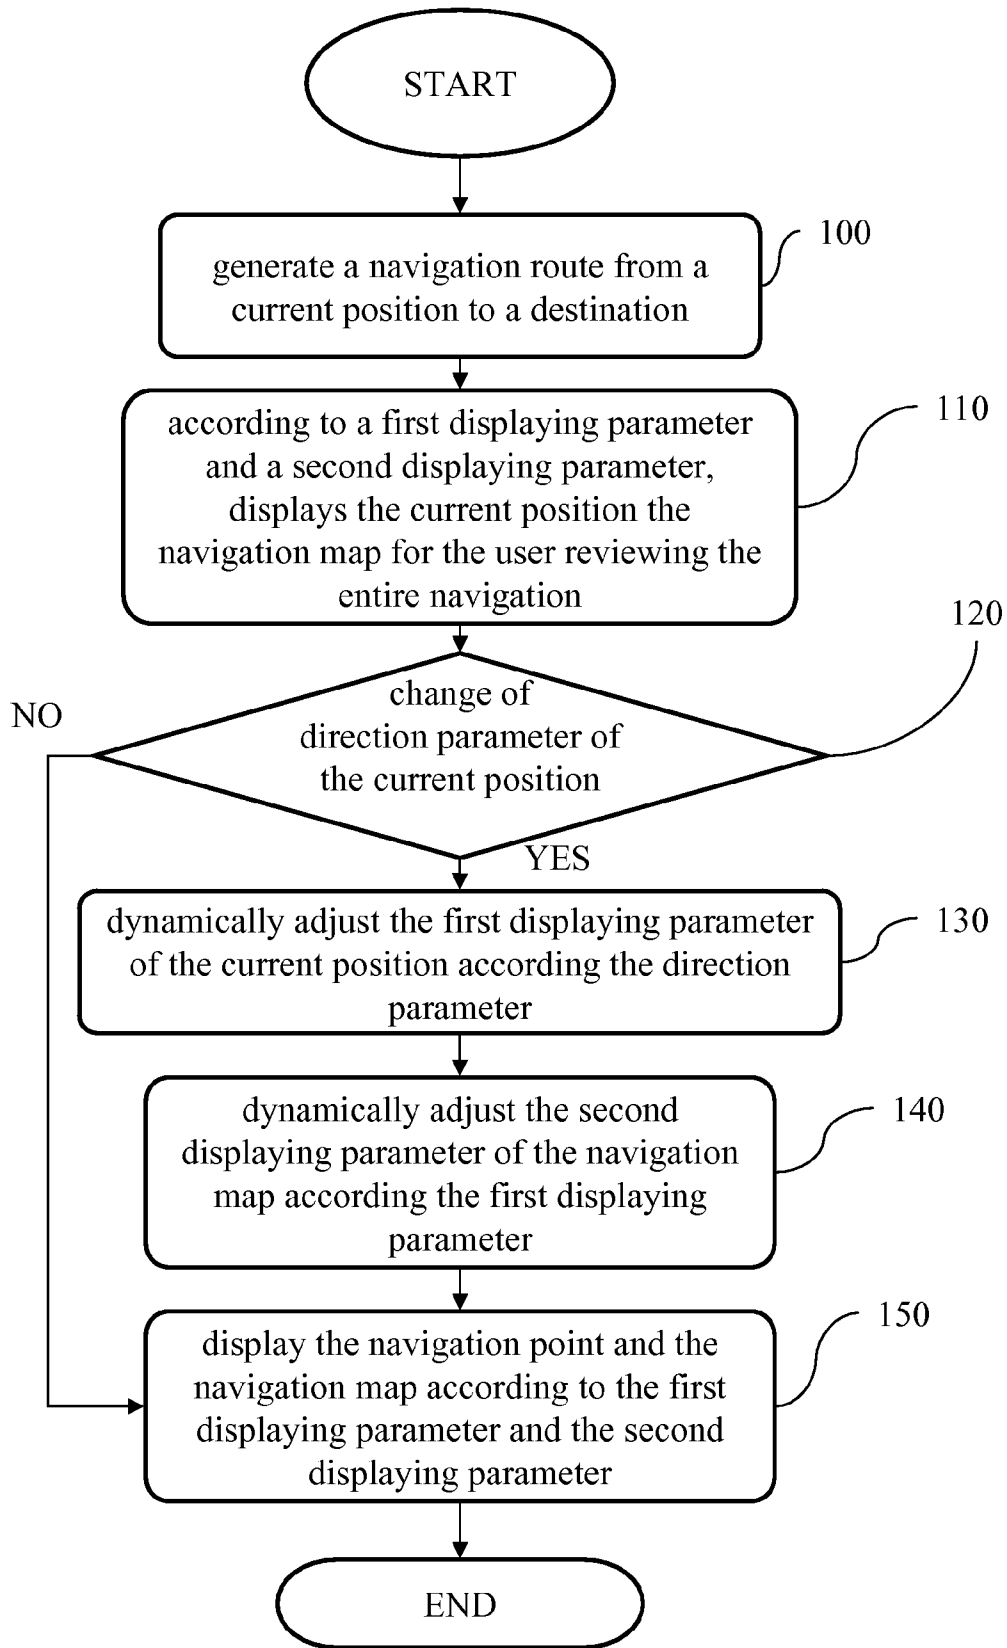 START
generate a navigation route from a
current position to a destination
100
according to a first displaying parameter
and a second displaying parameter,
displays the current position the
navigation map for the user reviewing the
entire navigation
110
change of
direction parameter of
the current position
120
NO
YES
dynamically adjust the first displaying parameter
of the current position according the direction
parameter
130
dynamically adjust the second
displaying parameter of the navigation
map according the first displaying
parameter
140
display the navigation point and the
navigation map according to the first
displaying parameter and the second
displaying parameter
150
END